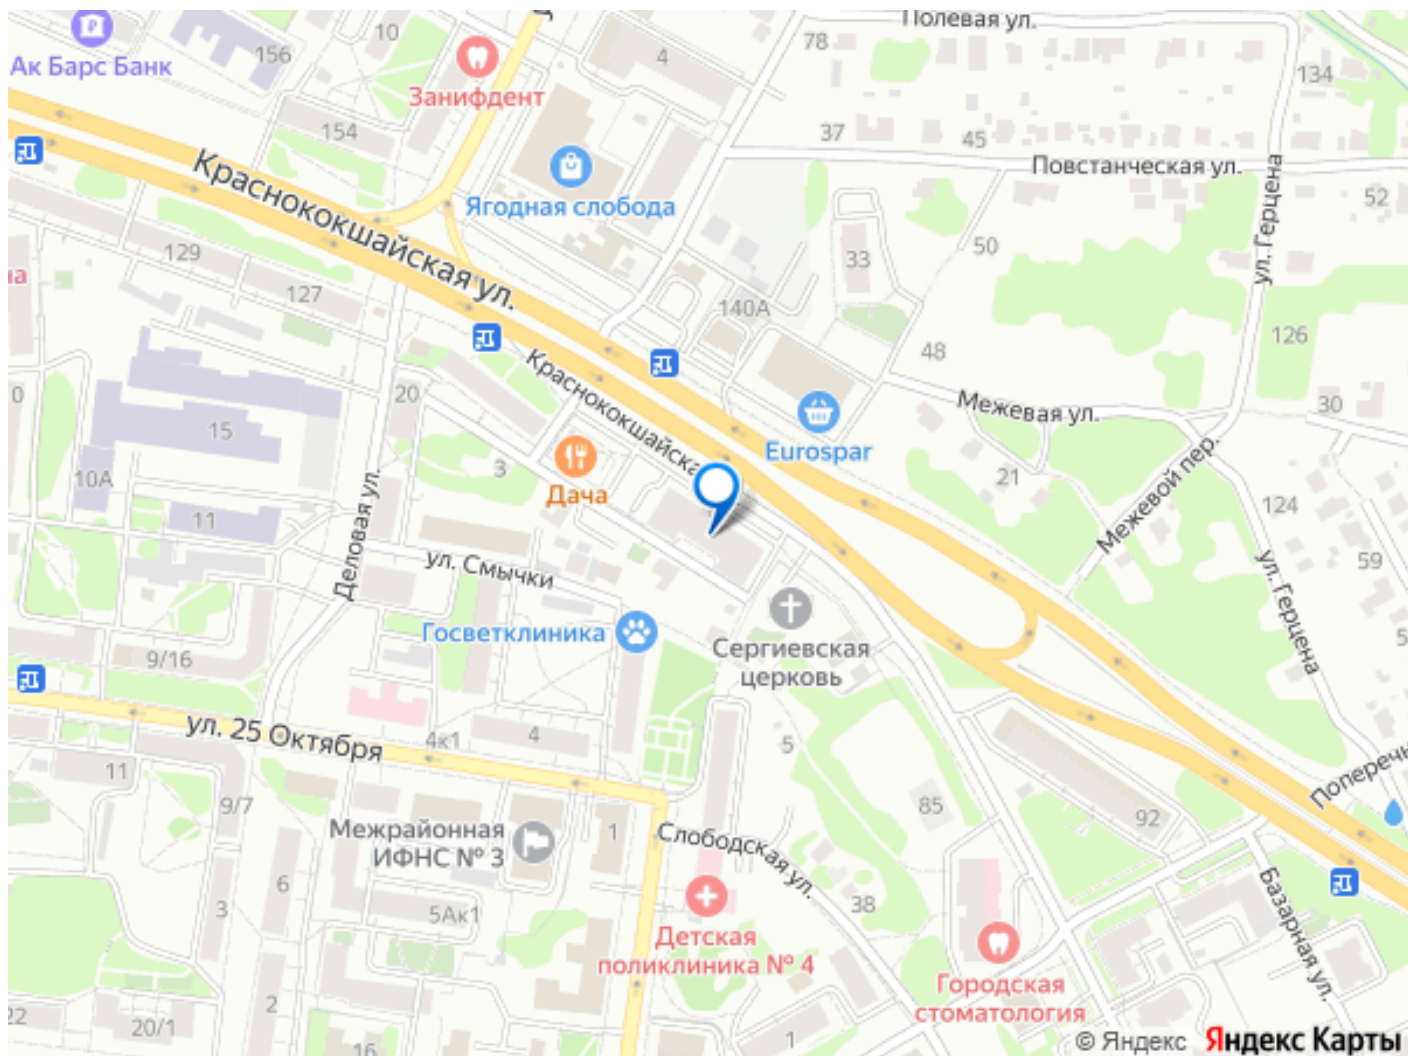 Полевая ул.
10
78
156
4
Ак Барс Банк
134
Занифдент
154
37
45
Повстанческая ул.
Краснококшайская ул.
Ягодная слобода
52
ул. Герцена
129
50
33
на
127
140А
126
48
Краснококшайска
20
Межевая ул.
30
0
15
Eurospar
3
Межевой пер.
21
10А
Дача
124
11
Деловая ул.
ул. Смычки
59
ул. Герцена
Госветклиника
Сергиевская
церковь
9/16
5
ул. 25 Октября
4к1
4
5
11
Поперечн
9/7
85
92
Межрайонная
ИФНС № 3
1
Слободская ул.
6
5Ак1
3
38
Базарная ул.
Детская
поликлиника № 4
Городская
стоматология
2
22
20/1
16
1
© Яндекс Яндекс Карты